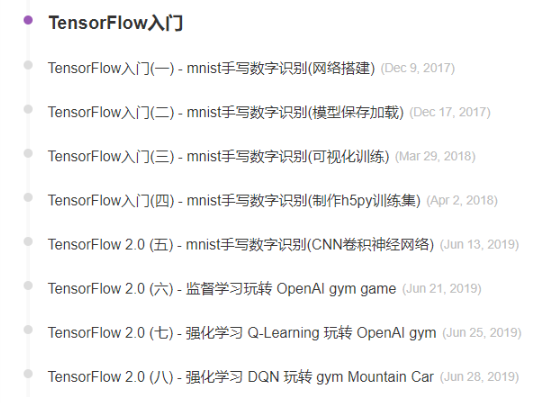 TensorFlow入门
TensorFlow入门(一) - mnist手写数字识别(网络搭建) (Dec 9, 2017)
TensorFlow入门(二) - mnist手写数字识别(模型保存加载) (Dec 17, 2017)
TensorFlow入门(三) - mnist手写数字识别(可视化训练) (Mar 29, 2018)
TensorFlow入门(四) - mnist手写数字识别(制作h5py训练集) (Apr 2, 2018)
TensorFlow 2.0 (五) - mnist手写数字识别(CNN卷积神经网络) (Jun 13, 2019)
TensorFlow 2.0 (六) - 监督学习玩转 OpenAI gym game (Jun 21, 2019)
TensorFlow 2.0 (七) - 强化学习 Q-Learning 玩转 OpenAI gym (Jun 25, 2019)
TensorFlow 2.0 (八) - 强化学习 DQN 玩转 gym Mountain Car (Jun 28, 2019)